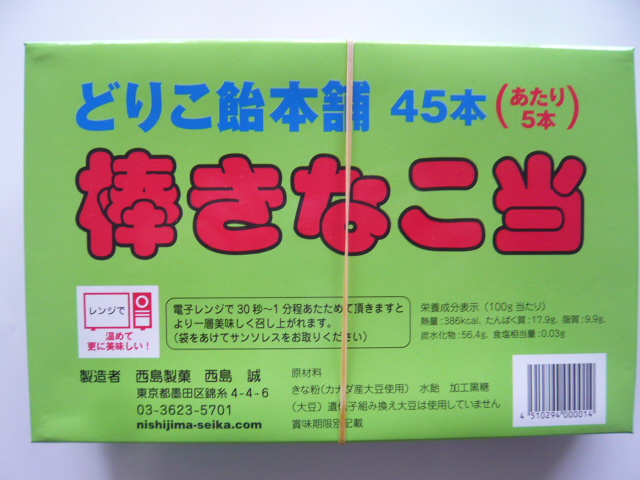 どりこ飴本舗 45本(あたり5本)
棒きなこ当
レンジで
温めて
更に美味しい!
電子レンジで30秒~1分程あたためて頂きますと
より一層美味しく召し上がれます。
(袋をあけてサンソレスをお取りください)
栄養成分表示(100g当たり)
熱量:386kcal、たんぱく質:17.9g、脂質:9.9g、
炭水化物:56.4g、食塩相当量:0.03g
製造者 西島製菓 西島 誠
東京都墨田区錦糸4-4-6
03-3623-5701
nishijima-seika.com
原材料
きな粉(カナダ産大豆使用) 水飴 加工黒糖
(大豆)遺伝子組み換え大豆は使用していません
賞味期限別記載
4 510294 000014